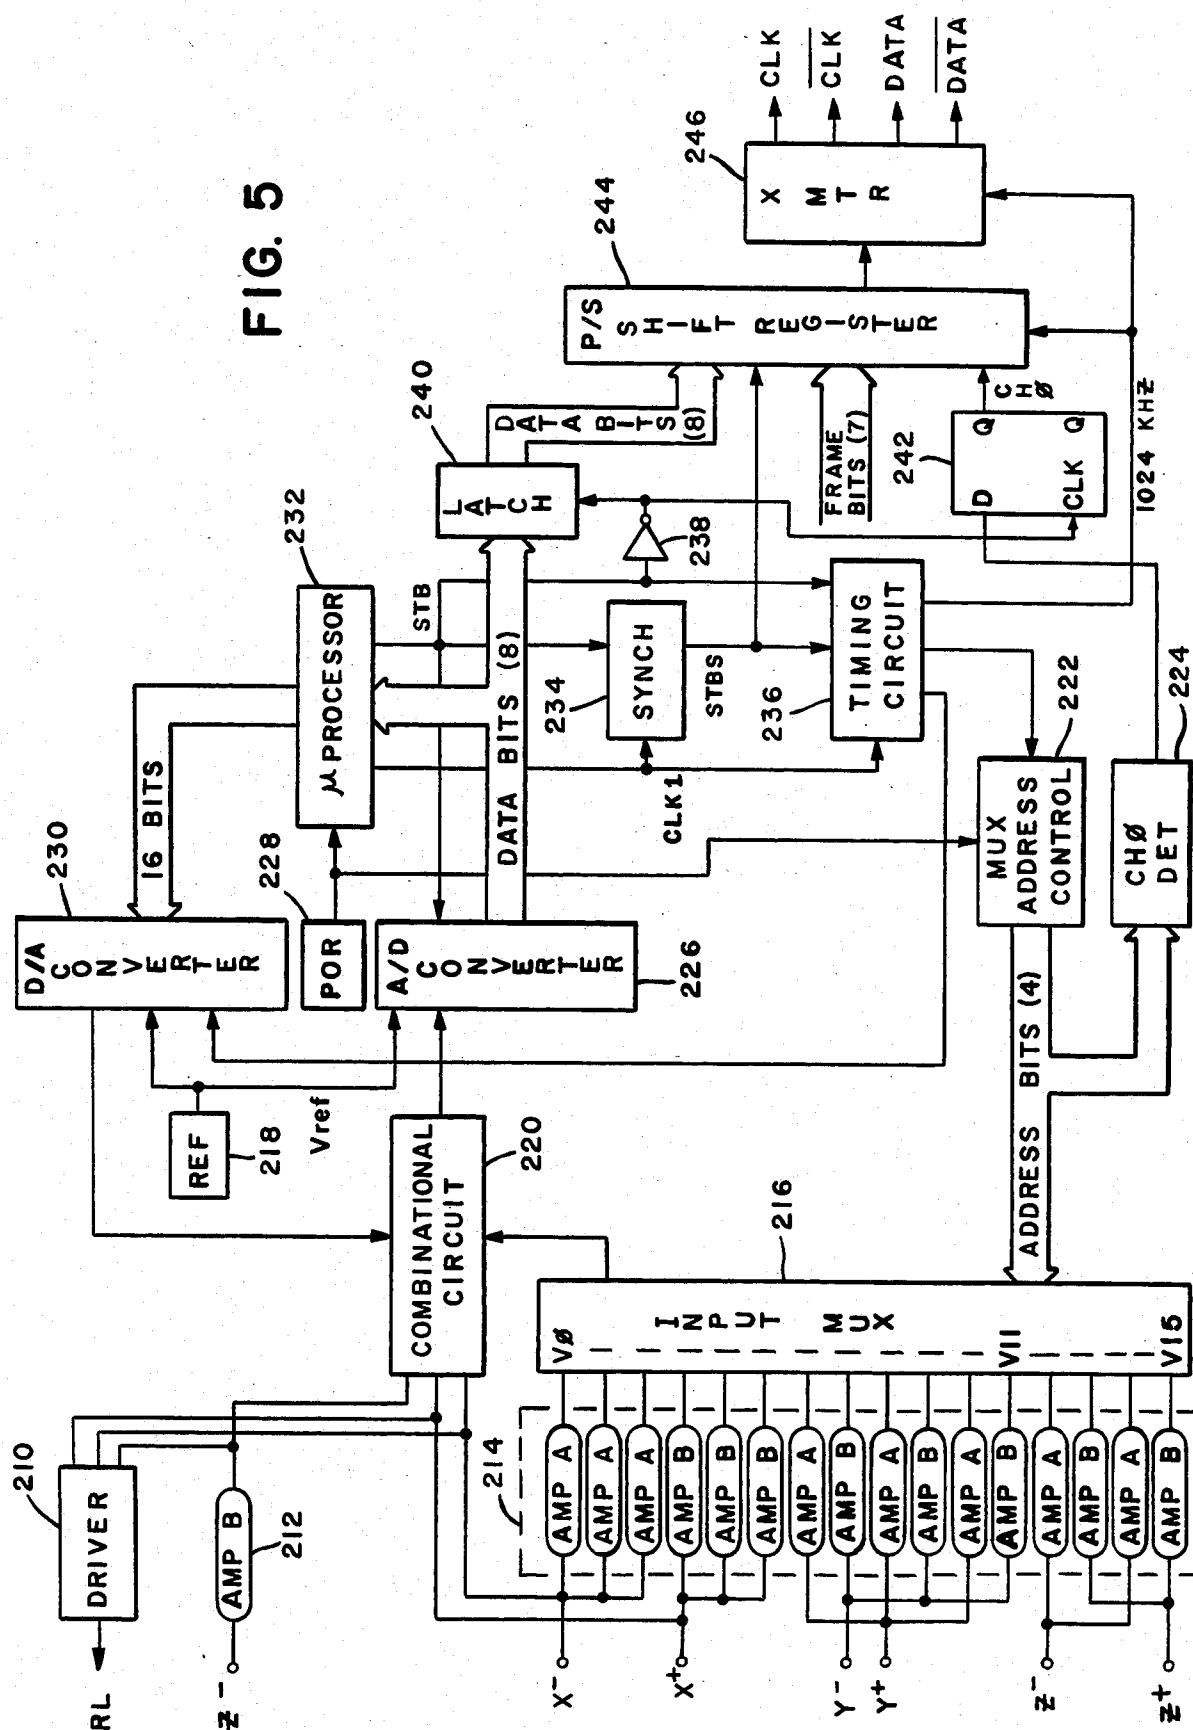 FIG. 5
CLK
CLK
DATA
DATA
246
X MTR
244
P/S SHIFT REGISTER
240
LATCH
DATA BITS (8)
FRAME
BITS (7)
CHØ
242
D
Q
CLK
Q
1024 KHZ
232
µPROCESSOR
STB
238
234
SYNCH
STBS
CLK1
236
TIMING
CIRCUIT
222
MUX
ADDRESS
CONTROL
224
CHØ
DET
16 BITS
230
D/A CONVERTER
228
POR
A/D CONVERTER
226
DATA BITS (8)
ADDRESS BITS (4)
REF
218
Vref
220
COMBINATIONAL
CIRCUIT
216
INPUT MUX
VØ
V11
V15
210
DRIVER
RL
212
AMP B
Z-
214
AMP A
AMP A
AMP A
AMP B
AMP B
AMP B
AMP A
AMP B
AMP A
AMP B
AMP A
AMP B
AMP A
AMP B
AMP A
AMP B
X-
X+
Y-
Y+
Z-
Z+